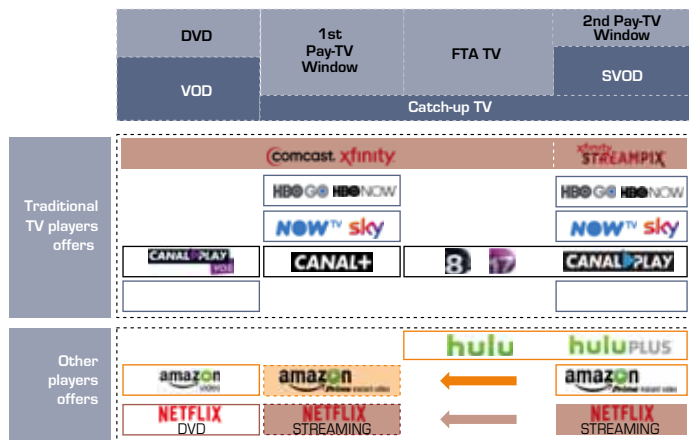 DVD
1st
Pay-TV
Window
FTA TV
2nd Pay-TV
Window
VOD
SVOD
Catch-up TV
Traditional
TV players
offers
comcast. xfinity
xfinity
STREAMPIX
HBO GO HBO NOW
HBO GO HBO NOW
NOW TV sky
NOW TV sky
CANAL PLAY
VOD
CANAL+
8 17
CANAL PLAY
Other
players
offers
hulu
hulu PLUS
amazon
video
amazon
Prime instant video
amazon
Prime instant video
NETFLIX
DVD
NETFLIX
STREAMING
NETFLIX
STREAMING